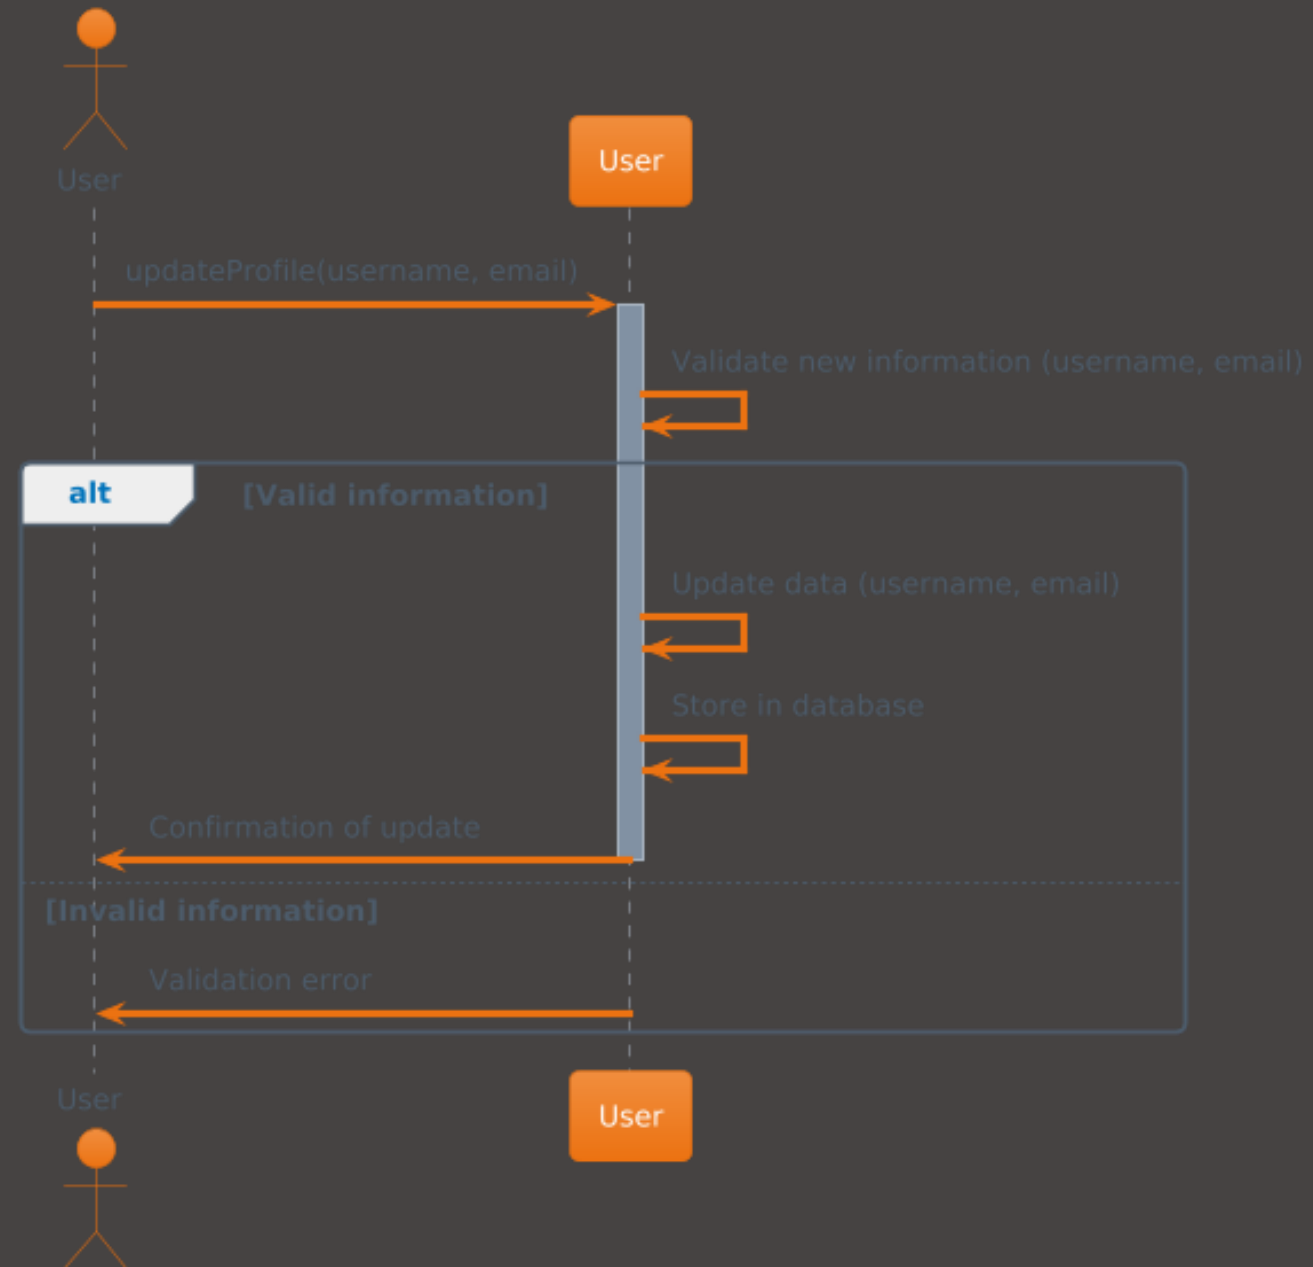 User
User
updateProfile(username, email)
Validate new information (username, email)
alt
[Valid information]
Update data (username, email)
Store in database
Confirmation of update
[Invalid information]
Validation error
User
User